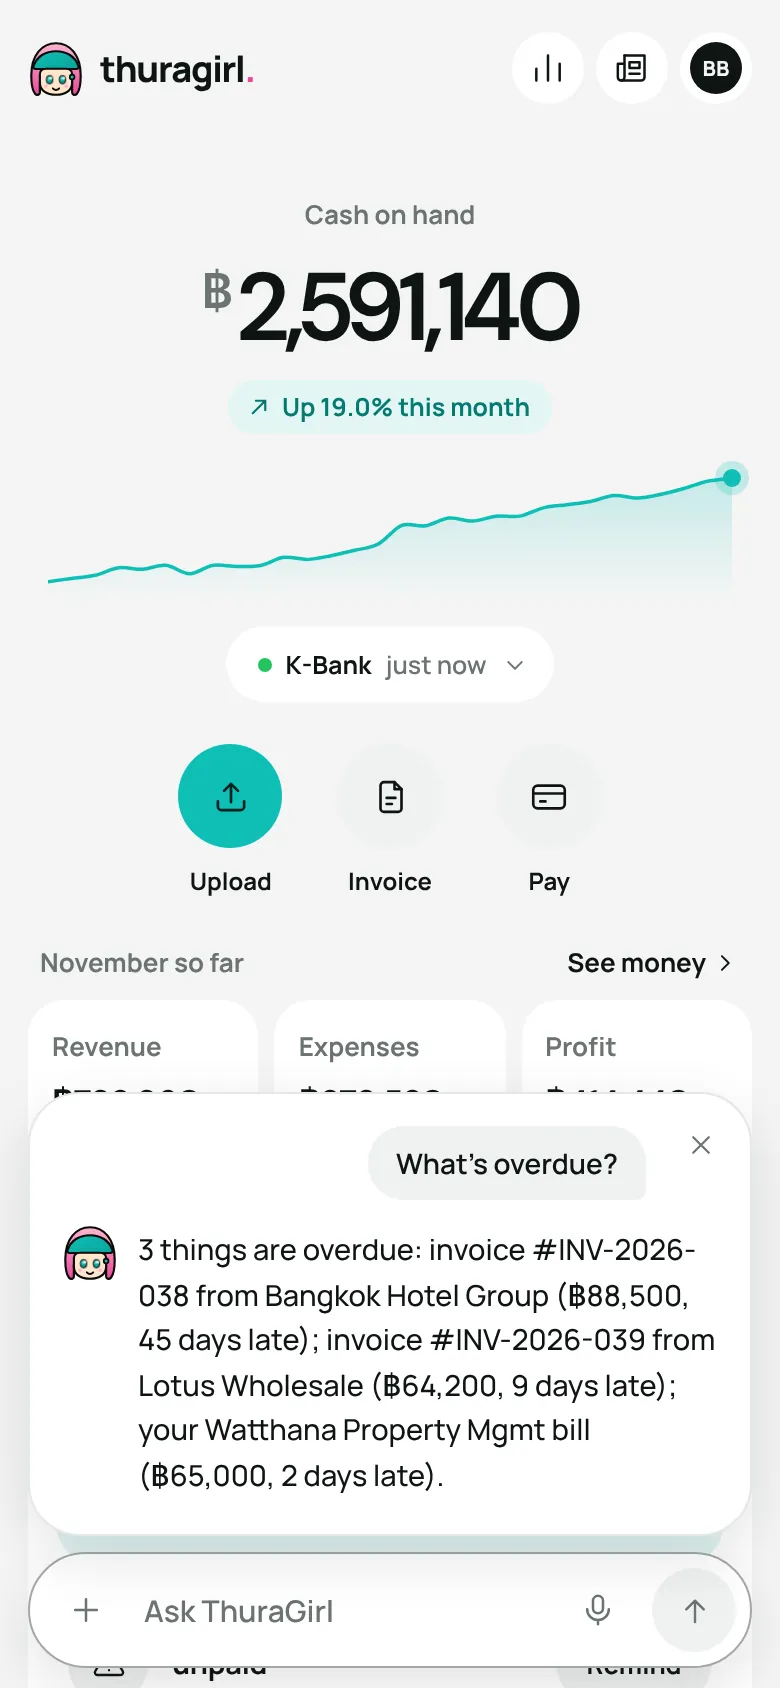 thuragirl.
BB
Cash on hand
฿2,591,140
Up 19.0% this month
K-Bank just now
Upload
Invoice
Pay
November so far
See money
Revenue
Expenses
Profit
What's overdue?
3 things are overdue: invoice #INV-2026-
038 from Bangkok Hotel Group (฿88,500,
45 days late); invoice #INV-2026-039 from
Lotus Wholesale (฿64,200, 9 days late);
your Watthana Property Mgmt bill
(฿65,000, 2 days late).
Ask ThuraGirl
unpaid
Remind